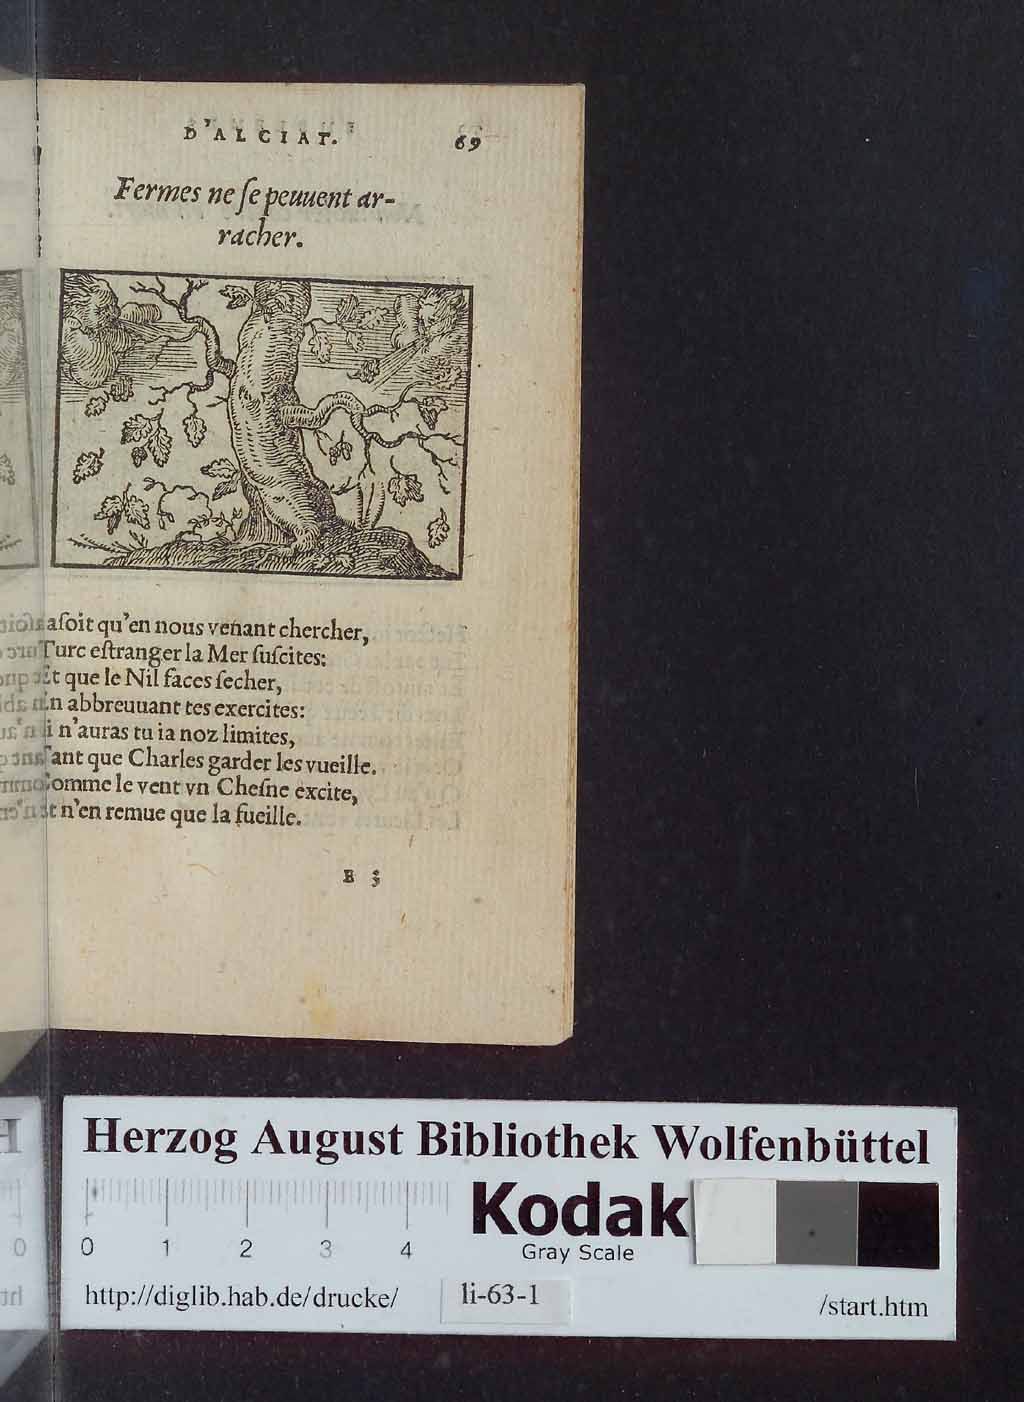 D'ALCIAT. 69
Fermes ne ſe peuuent ar-
racher.
aſoit qu'en nous venant chercher,
Turc eſtranger la Mer ſuſcites:
t que le Nil faces ſecher,
n abbreuuant tes exercites:
i n'auras tu ia noz limites,
ant que Charles garder les vueille.
omme le vent vn Cheſne excite,
t n'en remue que la fueille.
E 3
Herzog August Bibliothek Wolfenbüttel
Kodak
Gray Scale
0 1 2 3 4
http://diglib.hab.de/drucke/ li-63-1 /start.htm